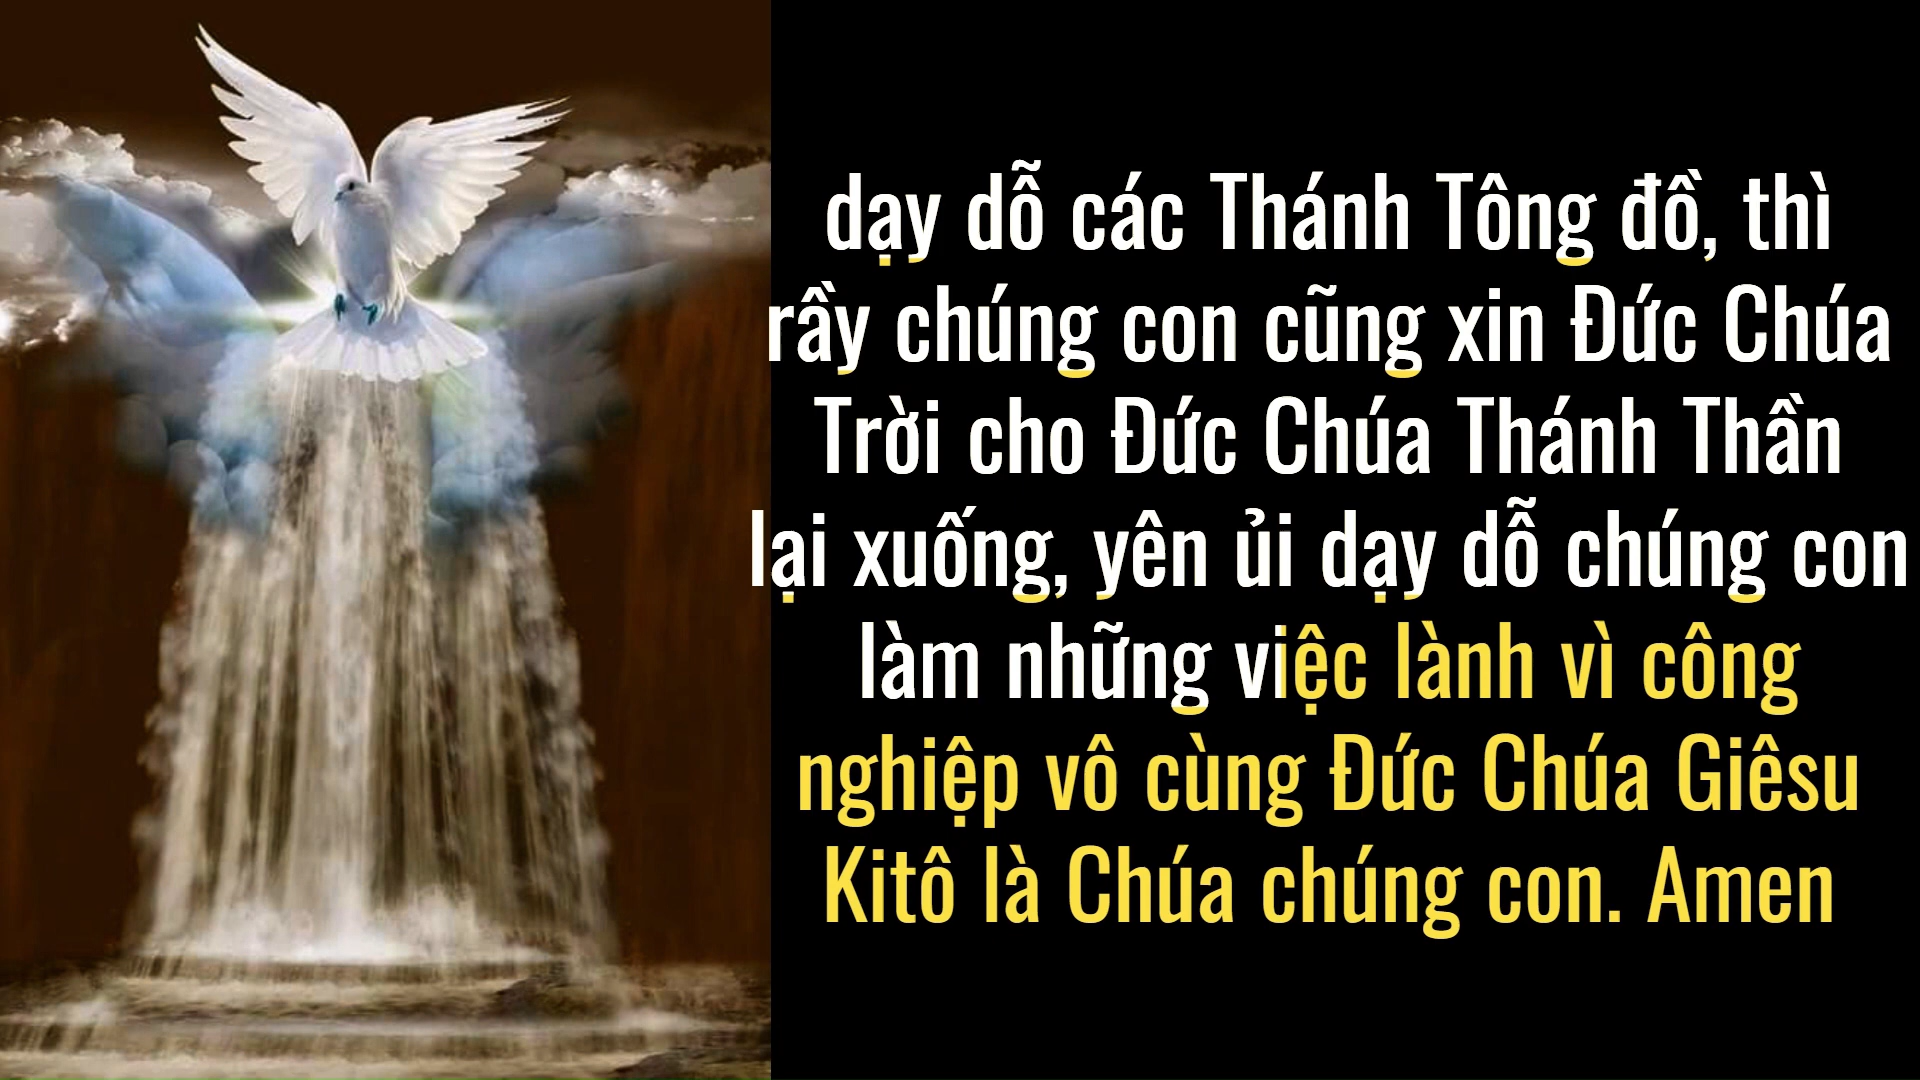 dạy dỗ các Thánh Tông đồ, thì
rầy chúng con cũng xin Đức Chúa
Trời cho Đức Chúa Thánh Thần
lại xuống, yên ủi dạy dỗ chúng con
làm những việc lành vì công
nghiệp vô cùng Đức Chúa Giêsu
Kitô là Chúa chúng con. Amen